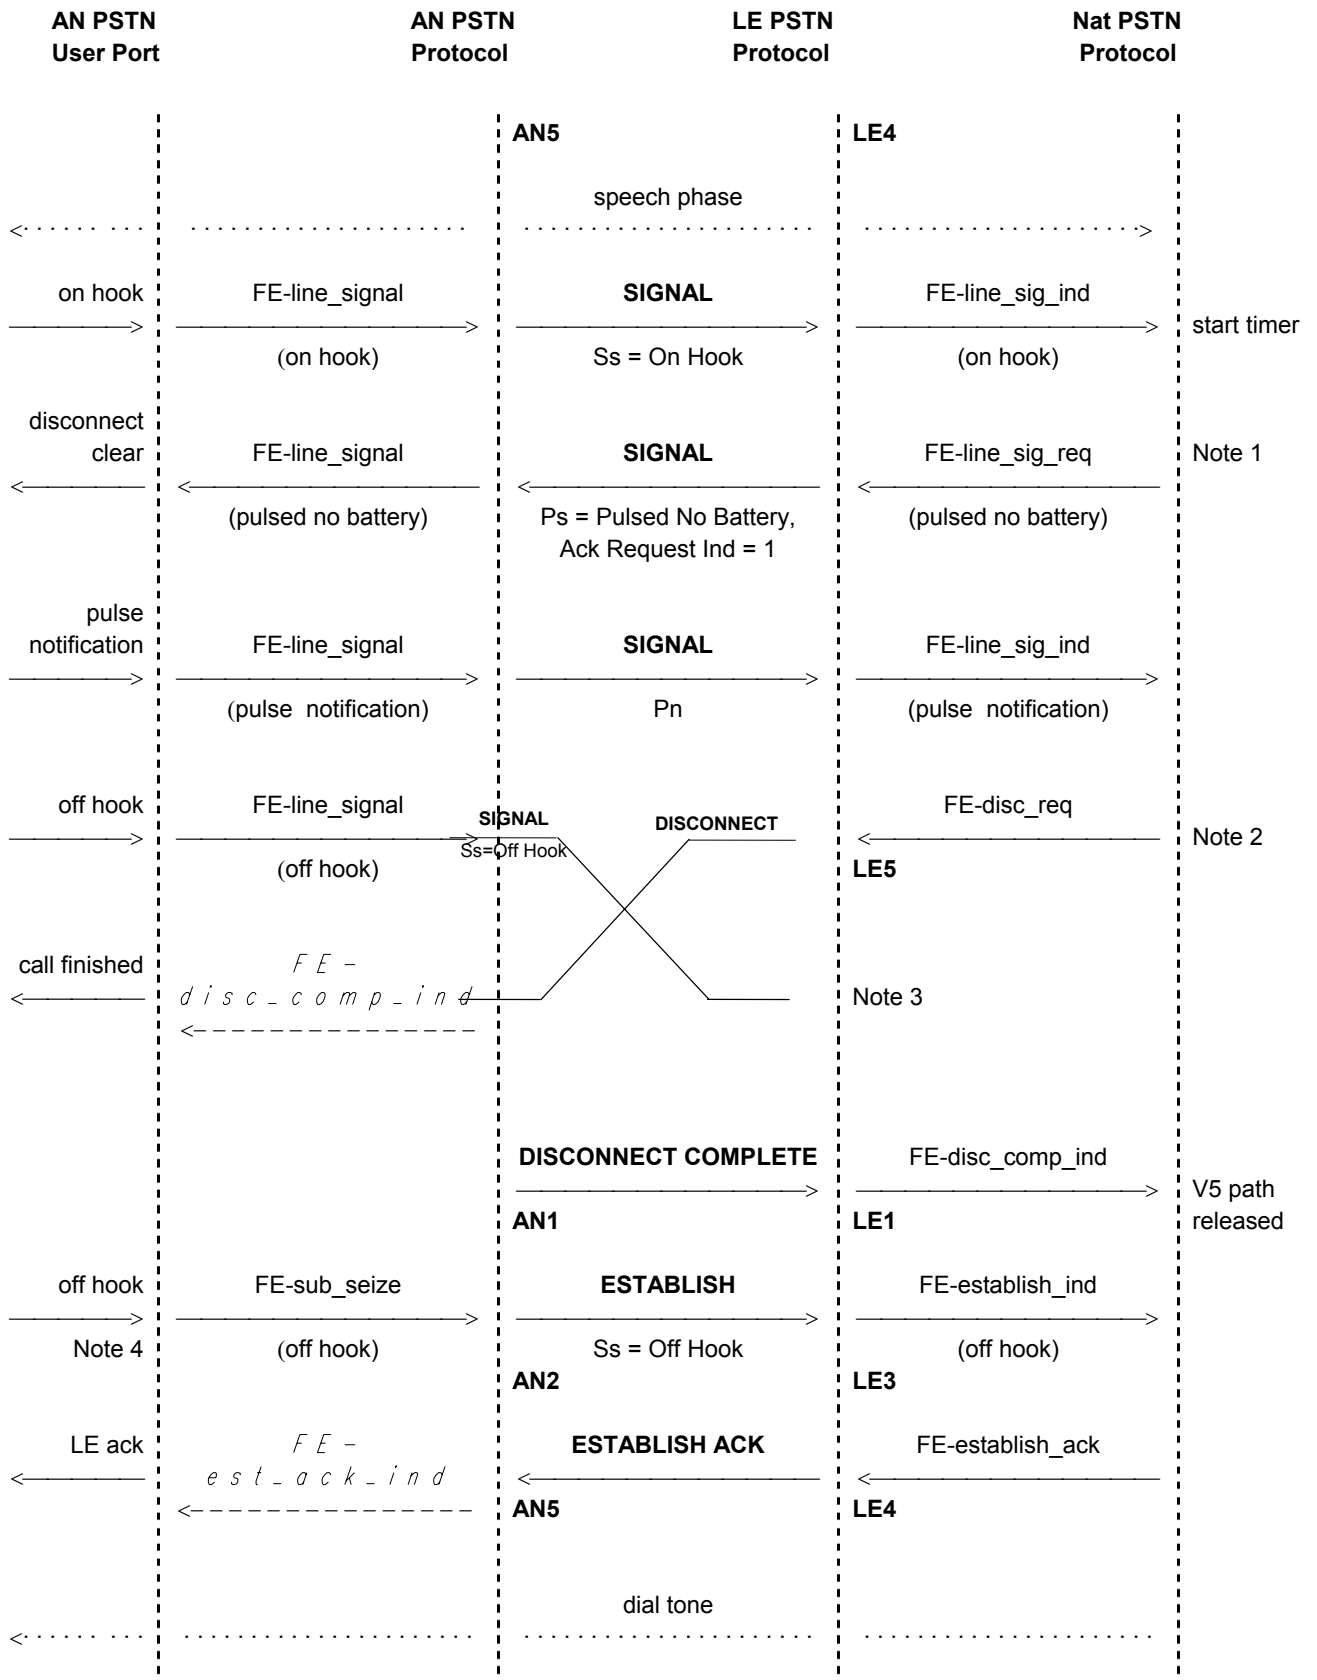 AN PSTN AN PSTN LE PSTN Nat PSTN
User Port Protocol Protocol Protocol
AN5 LE4
speech phase
on hook FE-line_signal SIGNAL FE-line_sig_ind
start timer
(on hook) Ss = On Hook (on hook)
disconnect
clear FE-line_signal SIGNAL FE-line_sig_req Note 1
(pulsed no battery) Ps = Pulsed No Battery, (pulsed no battery)
Ack Request Ind = 1
pulse
notification FE-line_signal SIGNAL FE-line_sig_ind
(pulse notification) Pn (pulse notification)
off hook FE-line_signal SIGNAL DISCONNECT FE-disc_req
Note 2
Ss=Off Hook
(off hook) LE5
call finished FE-
disc_comp_ind Note 3
DISCONNECT COMPLETE FE-disc_comp_ind
V5 path
AN1 LE1 released
off hook FE-sub_seize ESTABLISH FE-establish_ind
Note 4 (off hook) Ss = Off Hook (off hook)
AN2 LE3
LE ack FE- ESTABLISH ACK FE-establish_ack
est_ack_ind
AN5 LE4
dial tone